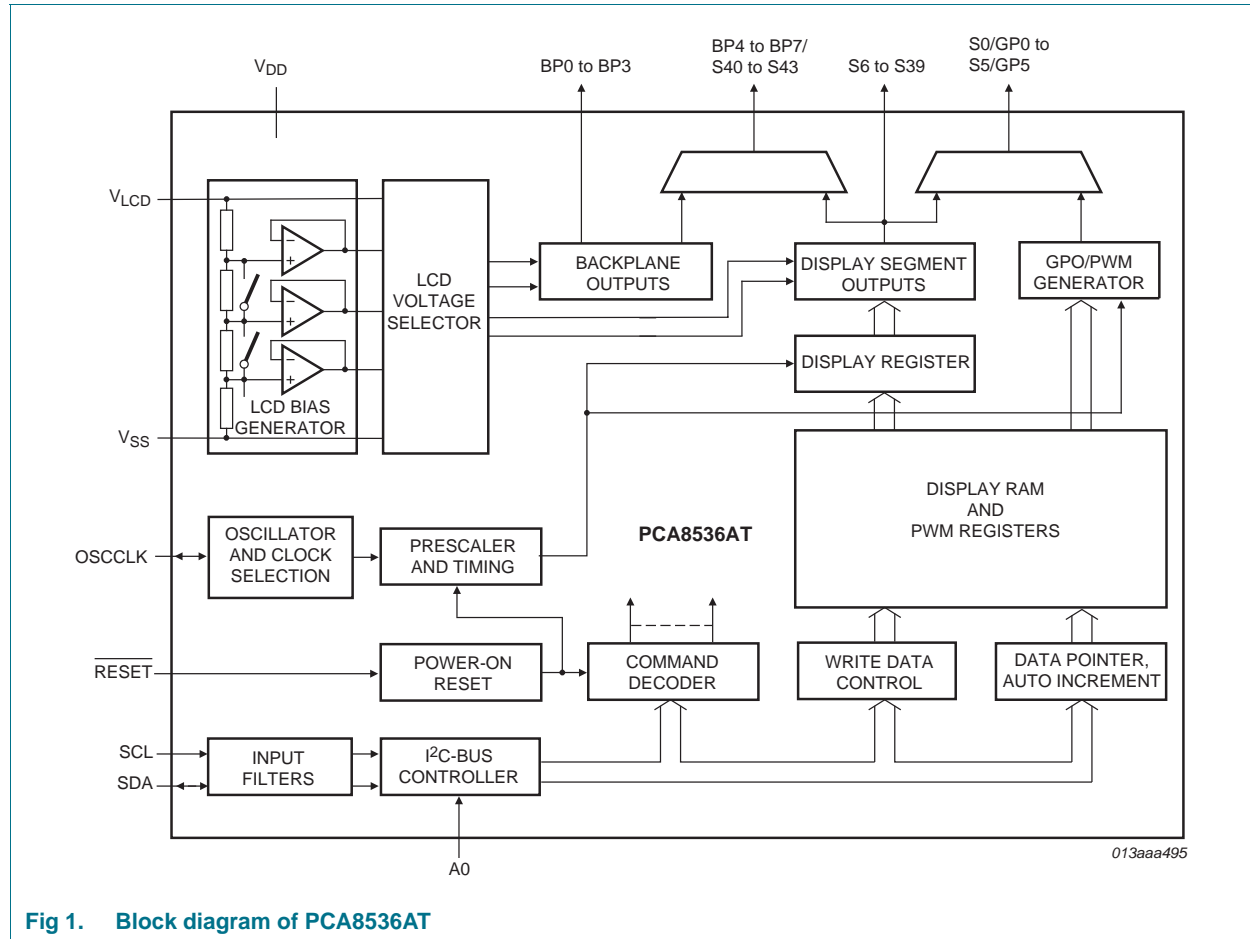 V_DD
BP0 to BP3
BP4 to BP7/
S40 to S43
S6 to S39
S0/GP0 to
S5/GP5
V_LCD
LCD
VOLTAGE
SELECTOR
BACKPLANE
OUTPUTS
DISPLAY SEGMENT
OUTPUTS
GPO/PWM
GENERATOR
- +
- +
- +
LCD BIAS
GENERATOR
DISPLAY REGISTER
V_SS
DISPLAY RAM
AND
PWM REGISTERS
OSCCLK
OSCILLATOR
AND CLOCK
SELECTION
PRESCALER
AND TIMING
PCA8536AT
RESET
POWER-ON
RESET
COMMAND
DECODER
WRITE DATA
CONTROL
DATA POINTER,
AUTO INCREMENT
SCL
SDA
INPUT
FILTERS
I²C-BUS
CONTROLLER
A0
013aaa495
Fig 1. Block diagram of PCA8536AT